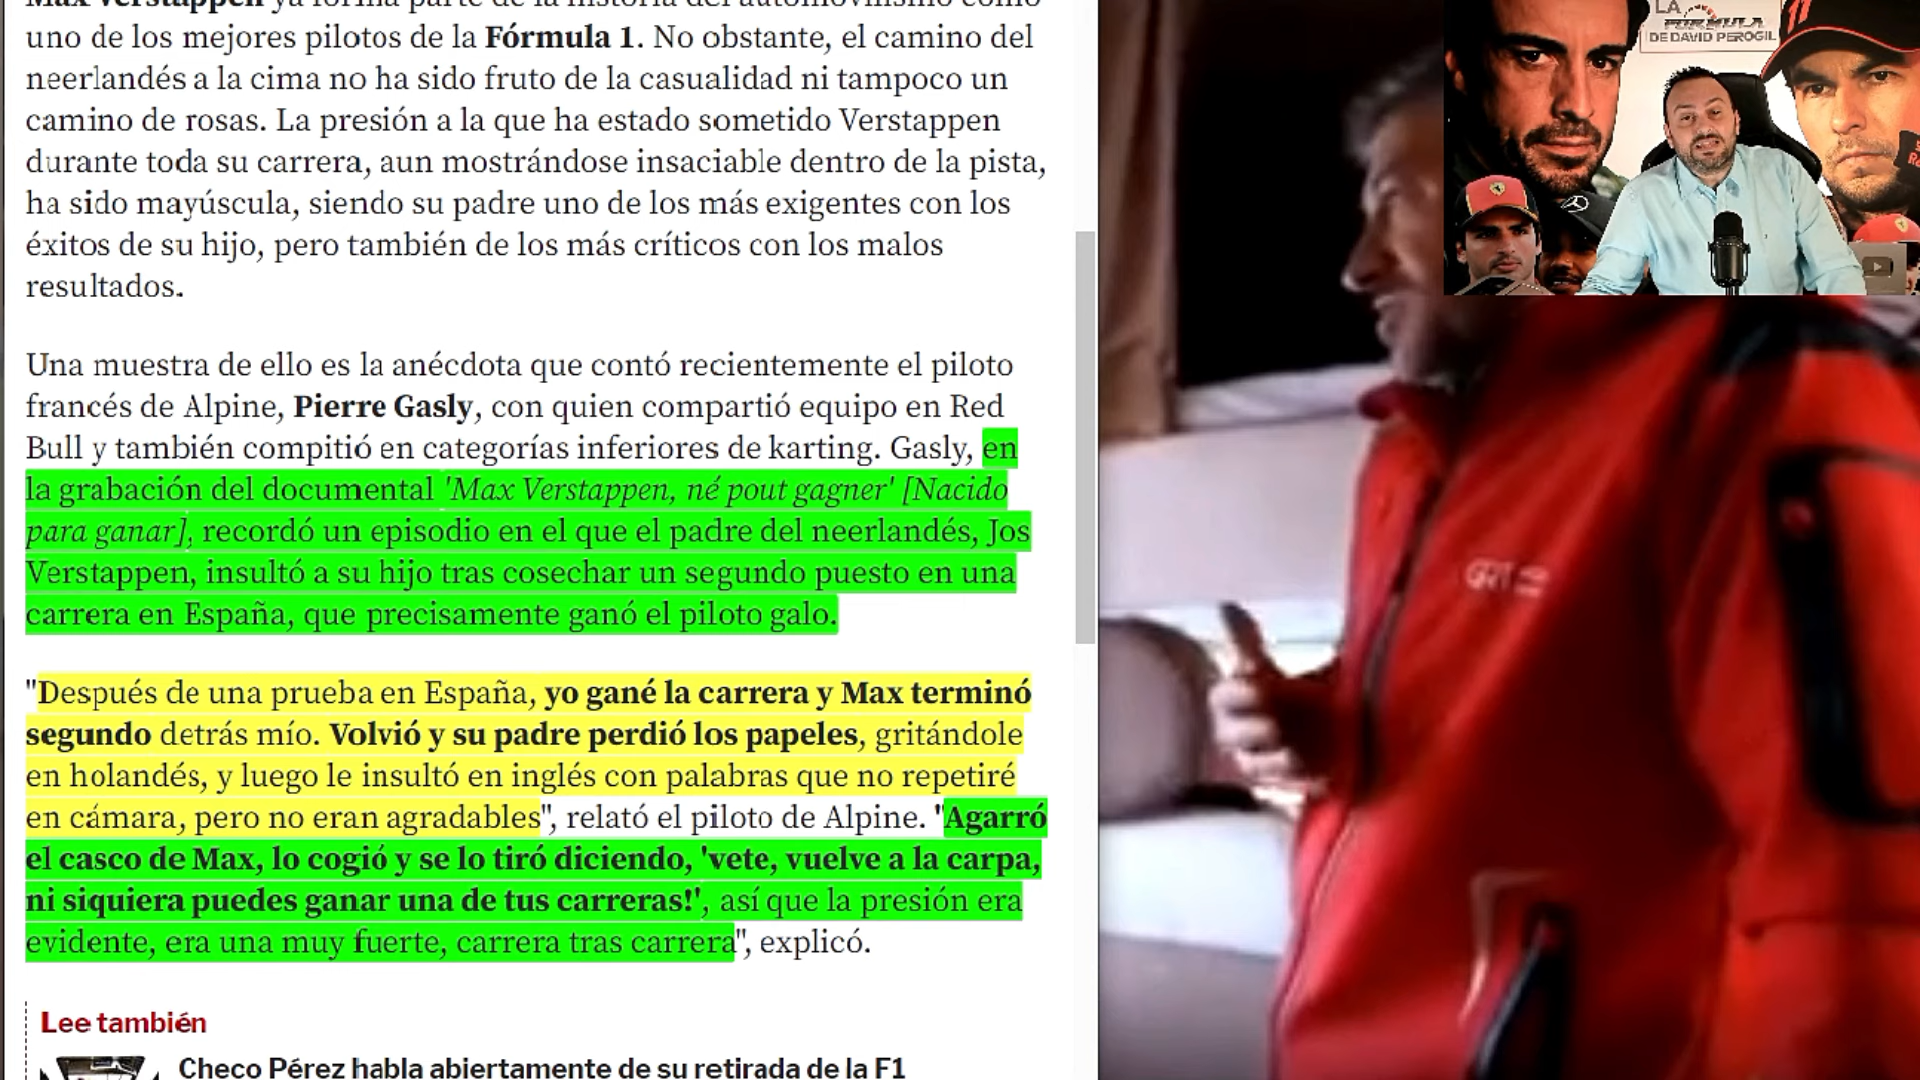 Max Verstappen ya forma parte de la historia del automovilismo como
uno de los mejores pilotos de la Fórmula 1. No obstante, el camino del
neerlandés a la cima no ha sido fruto de la casualidad ni tampoco un
camino de rosas. La presión a la que ha estado sometido Verstappen
durante toda su carrera, aun mostrándose insaciable dentro de la pista,
ha sido mayúscula, siendo su padre uno de los más exigentes con los
éxitos de su hijo, pero también de los más críticos con los malos
resultados.
Una muestra de ello es la anécdota que contó recientemente el piloto
francés de Alpine, Pierre Gasly, con quien compartió equipo en Red
Bull y también compitió en categorías inferiores de karting. Gasly, en
la grabación del documental 'Max Verstappen, né pout gagner' [Nacido
para ganar], recordó un episodio en el que el padre del neerlandés, Jos
Verstappen, insultó a su hijo tras cosechar un segundo puesto en una
carrera en España, que precisamente ganó el piloto galo.
"Después de una prueba en España, yo gané la carrera y Max terminó
segundo detrás mío. Volvió y su padre perdió los papeles, gritándole
en holandés, y luego le insultó en inglés con palabras que no repetiré
en cámara, pero no eran agradables", relató el piloto de Alpine. "Agarró
el casco de Max, lo cogió y se lo tiró diciendo, 'vete, vuelve a la carpa,
ni siquiera puedes ganar una de tus carreras!', así que la presión era
evidente, era una muy fuerte, carrera tras carrera", explicó.
Lee también
Checo Pérez habla abiertamente de su retirada de la F1
LA
FÓRMULA
DE DAVID PEROGIL
11